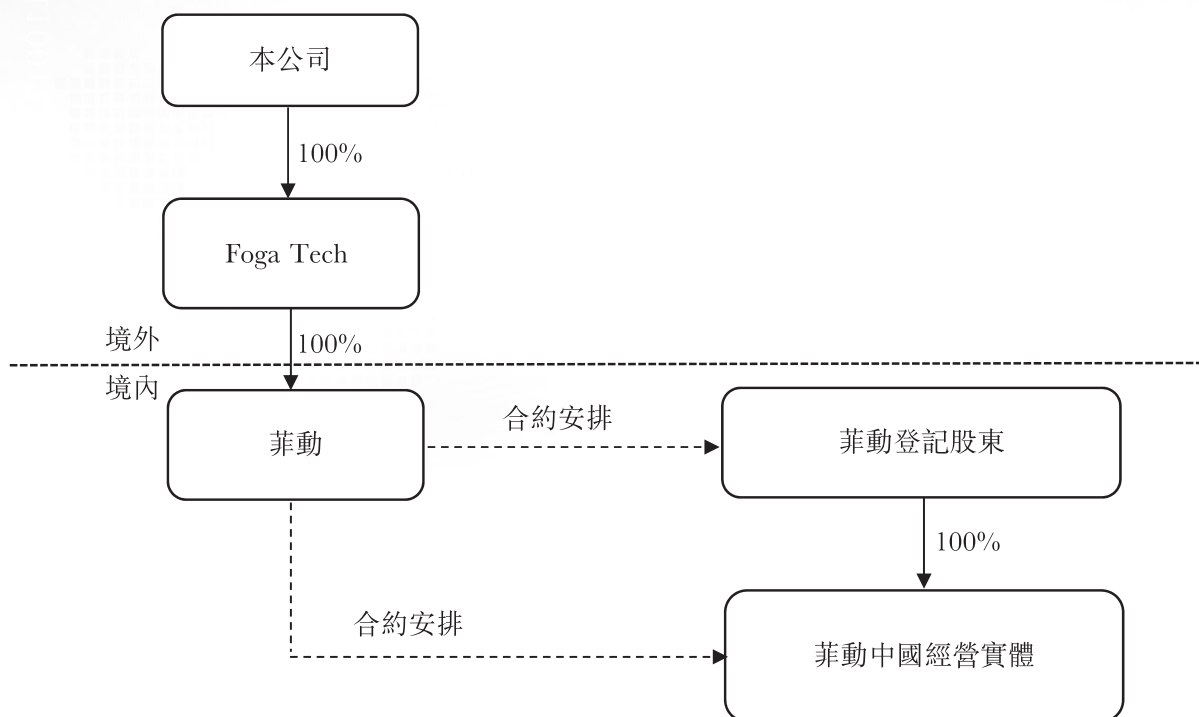 本公司
100%
Foga Tech
境外
100%
境內
菲動
合約安排
菲動登記股東
100%
合約安排
菲動中國經營實體